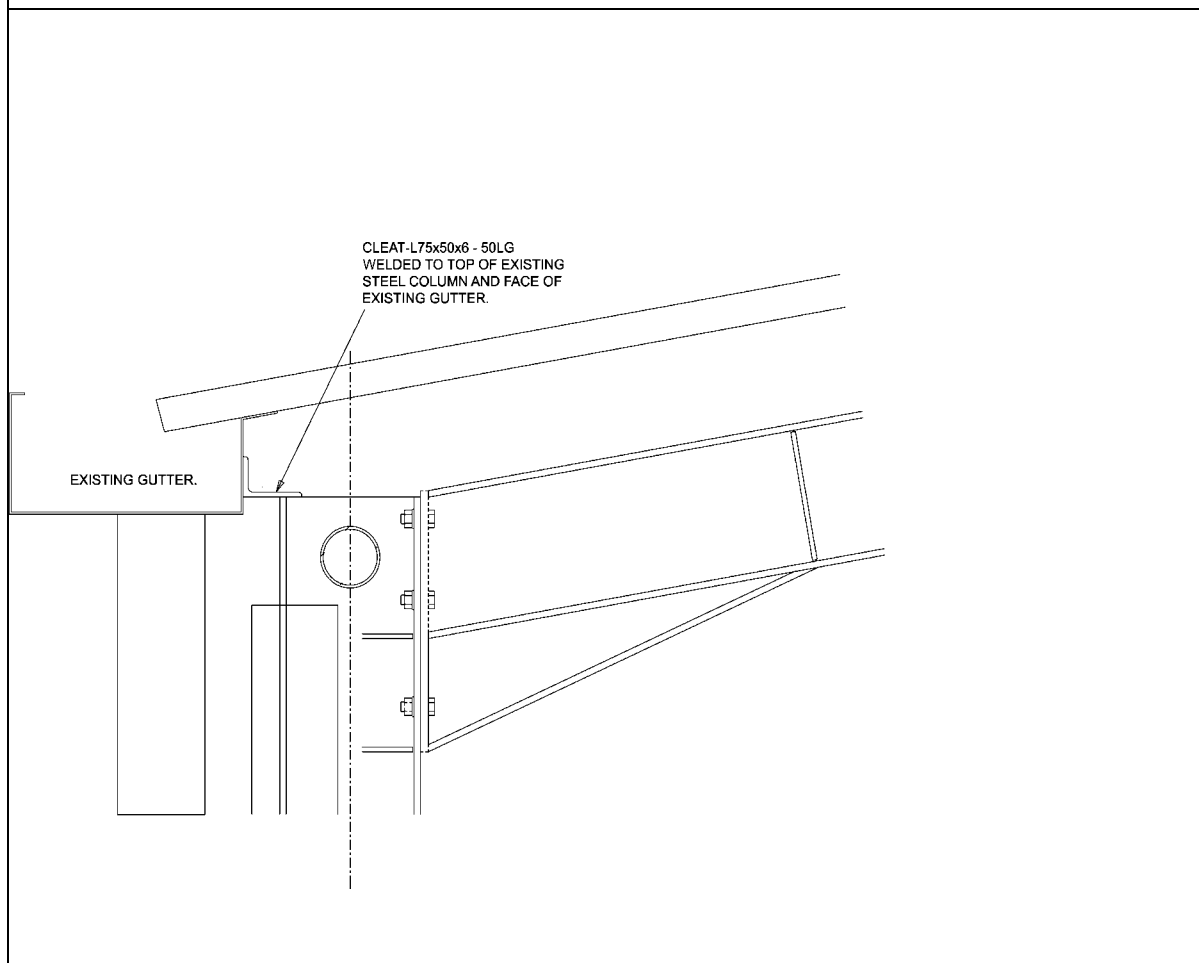 CLEAT-L75x50x6 - 50LG
WELDED TO TOP OF EXISTING
STEEL COLUMN AND FACE OF
EXISTING GUTTER.
EXISTING GUTTER.